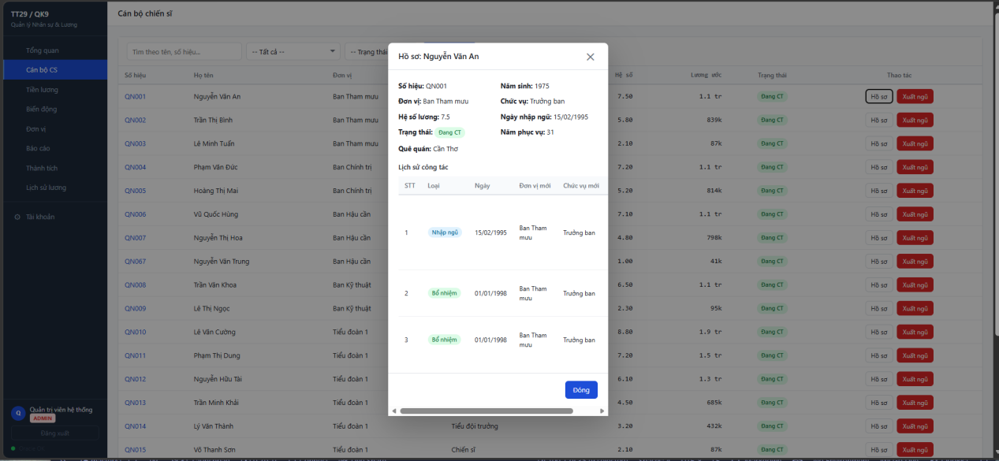 TT29 / QK9
Quản lý Nhân sự & Lương
Tổng quan
Cán bộ CS
Tiền lương
Biến động
Đơn vị
Báo cáo
Thành tích
Lịch sử lương
Tài khoản
Q Quản trị viên hệ thống
ADMIN
Đăng xuất
Cán bộ chiến sĩ
Tìm theo tên, số hiệu... -- Tất cả -- -- Trạng thái
Số hiệu Họ tên Đơn vị Hệ số Lương ước Trạng thái Thao tác
QN001 Nguyễn Văn An Ban Tham mưu 7.50 1.1 tr Đang CT Hồ sơ Xuất ngũ
QN002 Trần Thị Bình Ban Tham mưu 5.80 839k Đang CT Hồ sơ Xuất ngũ
QN003 Lê Minh Tuấn Ban Tham mưu 2.10 87k Đang CT Hồ sơ Xuất ngũ
QN004 Phạm Văn Đức Ban Chính trị 7.20 1.1 tr Đang CT Hồ sơ Xuất ngũ
QN005 Hoàng Thị Mai Ban Chính trị 5.20 814k Đang CT Hồ sơ Xuất ngũ
QN006 Vũ Quốc Hùng Ban Hậu cần 7.10 1.1 tr Đang CT Hồ sơ Xuất ngũ
QN007 Nguyễn Thị Hoa Ban Hậu cần 4.80 798k Đang CT Hồ sơ Xuất ngũ
QN067 Nguyễn Văn Trung Ban Hậu cần 1.00 41k Đang CT Hồ sơ Xuất ngũ
QN008 Trần Văn Khoa Ban Kỹ thuật 6.50 1.1 tr Đang CT Hồ sơ Xuất ngũ
QN009 Lê Thị Ngọc Ban Kỹ thuật 2.30 95k Đang CT Hồ sơ Xuất ngũ
QN010 Lê Văn Cường Tiểu đoàn 1 8.80 1.9 tr Đang CT Hồ sơ Xuất ngũ
QN011 Phạm Thị Dung Tiểu đoàn 1 7.20 1.5 tr Đang CT Hồ sơ Xuất ngũ
QN012 Nguyễn Hữu Tài Tiểu đoàn 1 6.10 1.3 tr Đang CT Hồ sơ Xuất ngũ
QN013 Trần Minh Khải Tiểu đoàn 1 4.50 685k Đang CT Hồ sơ Xuất ngũ
QN014 Lý Văn Thành Tiểu đoàn 1 Tiểu đội trưởng 3.20 432k Đang CT Hồ sơ Xuất ngũ
QN015 Võ Thanh Sơn Tiểu đoàn 1 Chiến sĩ 2.10 87k Đang CT Hồ sơ Xuất ngũ
Hồ sơ: Nguyễn Văn An
Số hiệu: QN001 Năm sinh: 1975
Đơn vị: Ban Tham mưu Chức vụ: Trưởng ban
Hệ số lương: 7.5 Ngày nhập ngũ: 15/02/1995
Trạng thái: Đang CT Năm phục vụ: 31
Quê quán: Cần Thơ
Lịch sử công tác
STT Loại Ngày Đơn vị mới Chức vụ mới
1 Nhập ngũ 15/02/1995 Ban Tham mưu Trưởng ban
2 Bổ nhiệm 01/01/1998 Ban Tham mưu Trưởng ban
3 Bổ nhiệm 01/01/1998 Ban Tham mưu Trưởng ban
Đóng